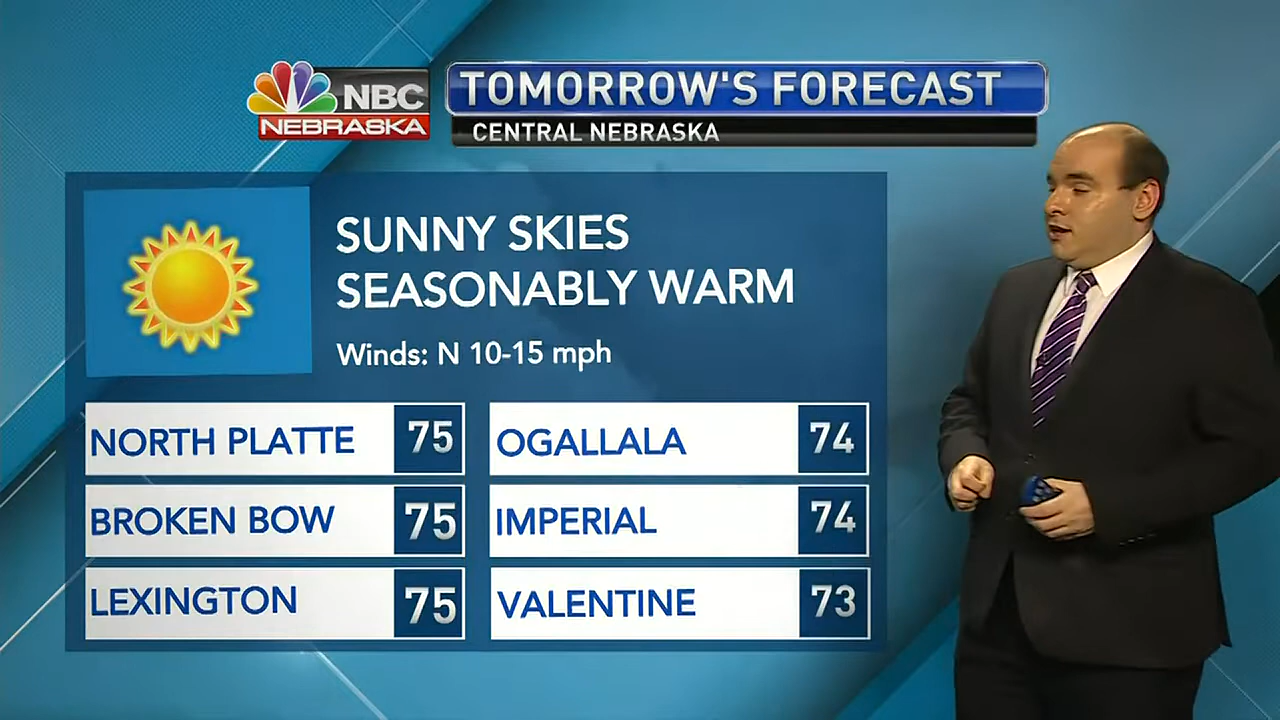 NBC
NEBRASKA
TOMORROW'S FORECAST
CENTRAL NEBRASKA
SUNNY SKIES
SEASONABLY WARM
Winds: N 10-15 mph
NORTH PLATTE 75
BROKEN BOW 75
LEXINGTON 75
OGALLALA 74
IMPERIAL 74
VALENTINE 73